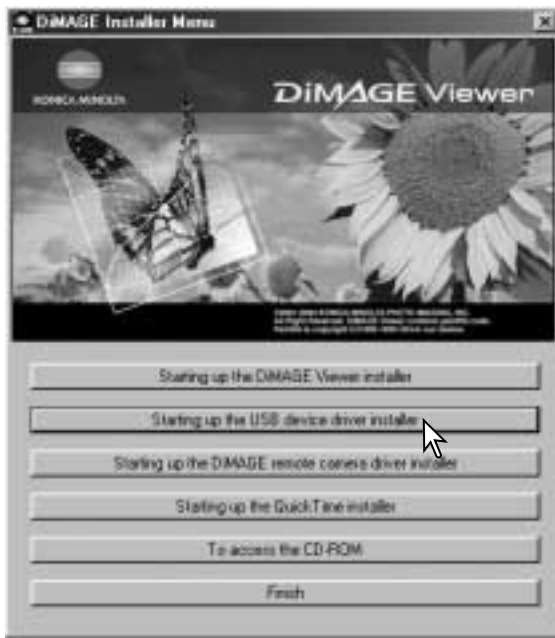 DiMAGE Installer Menu
KONICA MINOLTA
DiMAGE Viewer
Starting up the DiMAGE Viewer installer
Starting up the USB device driver installer
Starting up the DiMAGE remote camera driver installer
Starting up the QuickTime installer
To access the CD-ROM
Finish